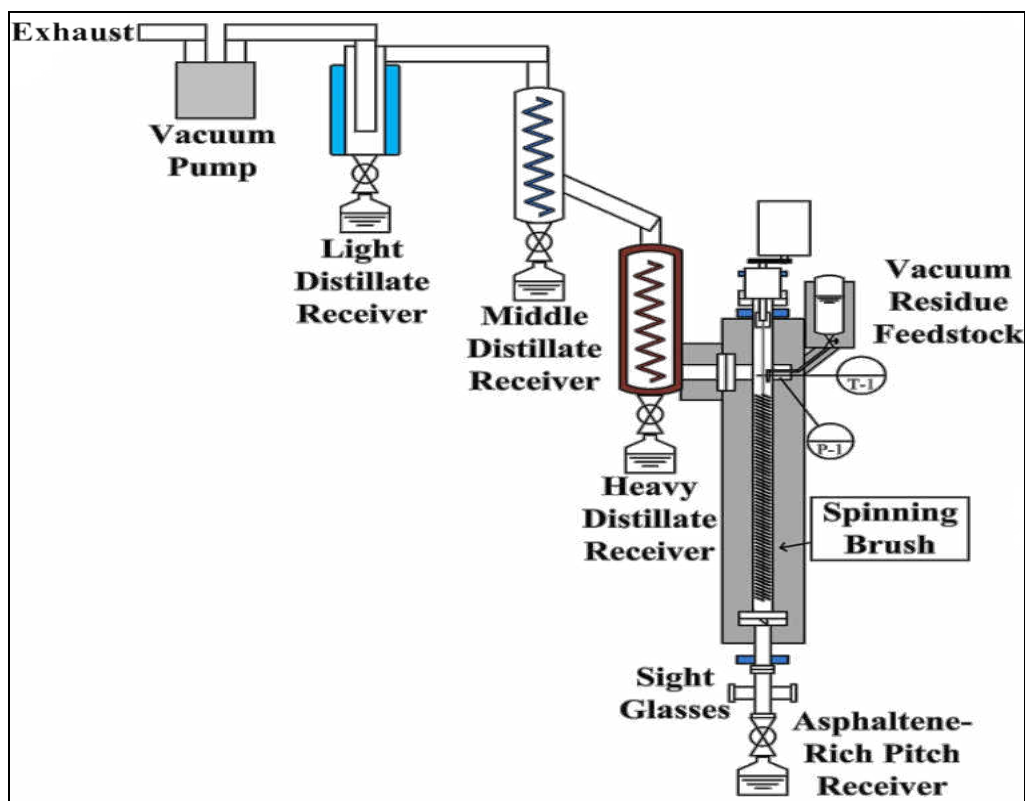 Exhaust
Vacuum
Pump
Light
Distillate
Receiver
Middle
Distillate
Receiver
Vacuum
Residue
Feedstock
T-1
P-1
Heavy
Distillate
Receiver
Spinning
Brush
Sight
Glasses
Asphaltene-
Rich Pitch
Receiver